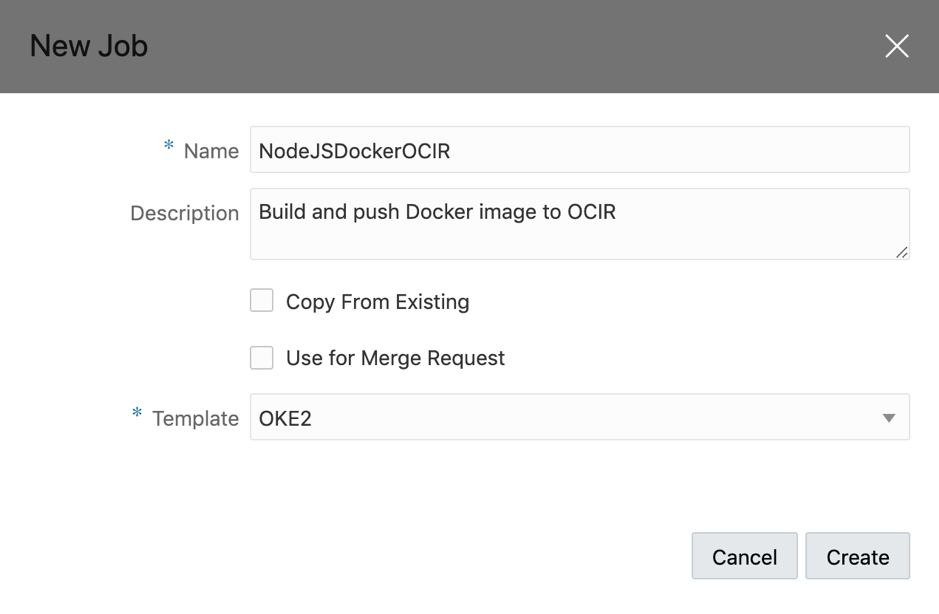 New Job
* Name NodeJSDockerOCIR
Description Build and push Docker image to OCIR
Copy From Existing
Use for Merge Request
* Template OKE2
Cancel Create